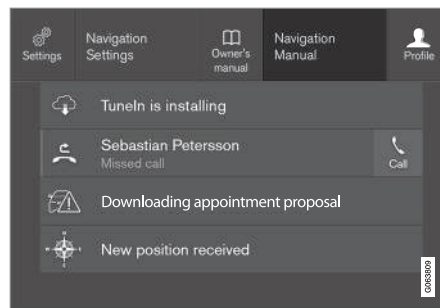 Settings
Navigation
Settings
Owner's
manual
Navigation
Manual
Profile
TuneIn is installing
Sebastian Petersson
Missed call
Call
Downloading appointment proposal
New position received
G063809